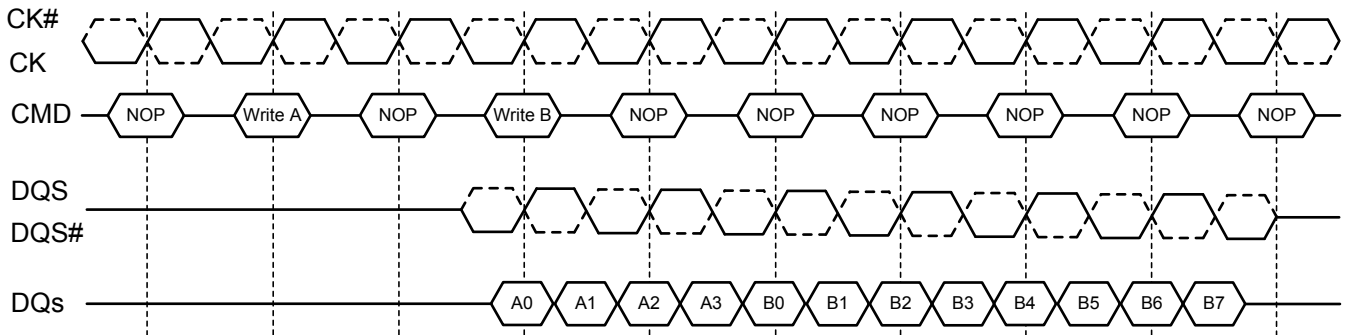 CK#
CK
CMD NOP Write A NOP Write B NOP NOP NOP NOP NOP NOP
DQS
DQS#
DQs A0 A1 A2 A3 B0 B1 B2 B3 B4 B5 B6 B7